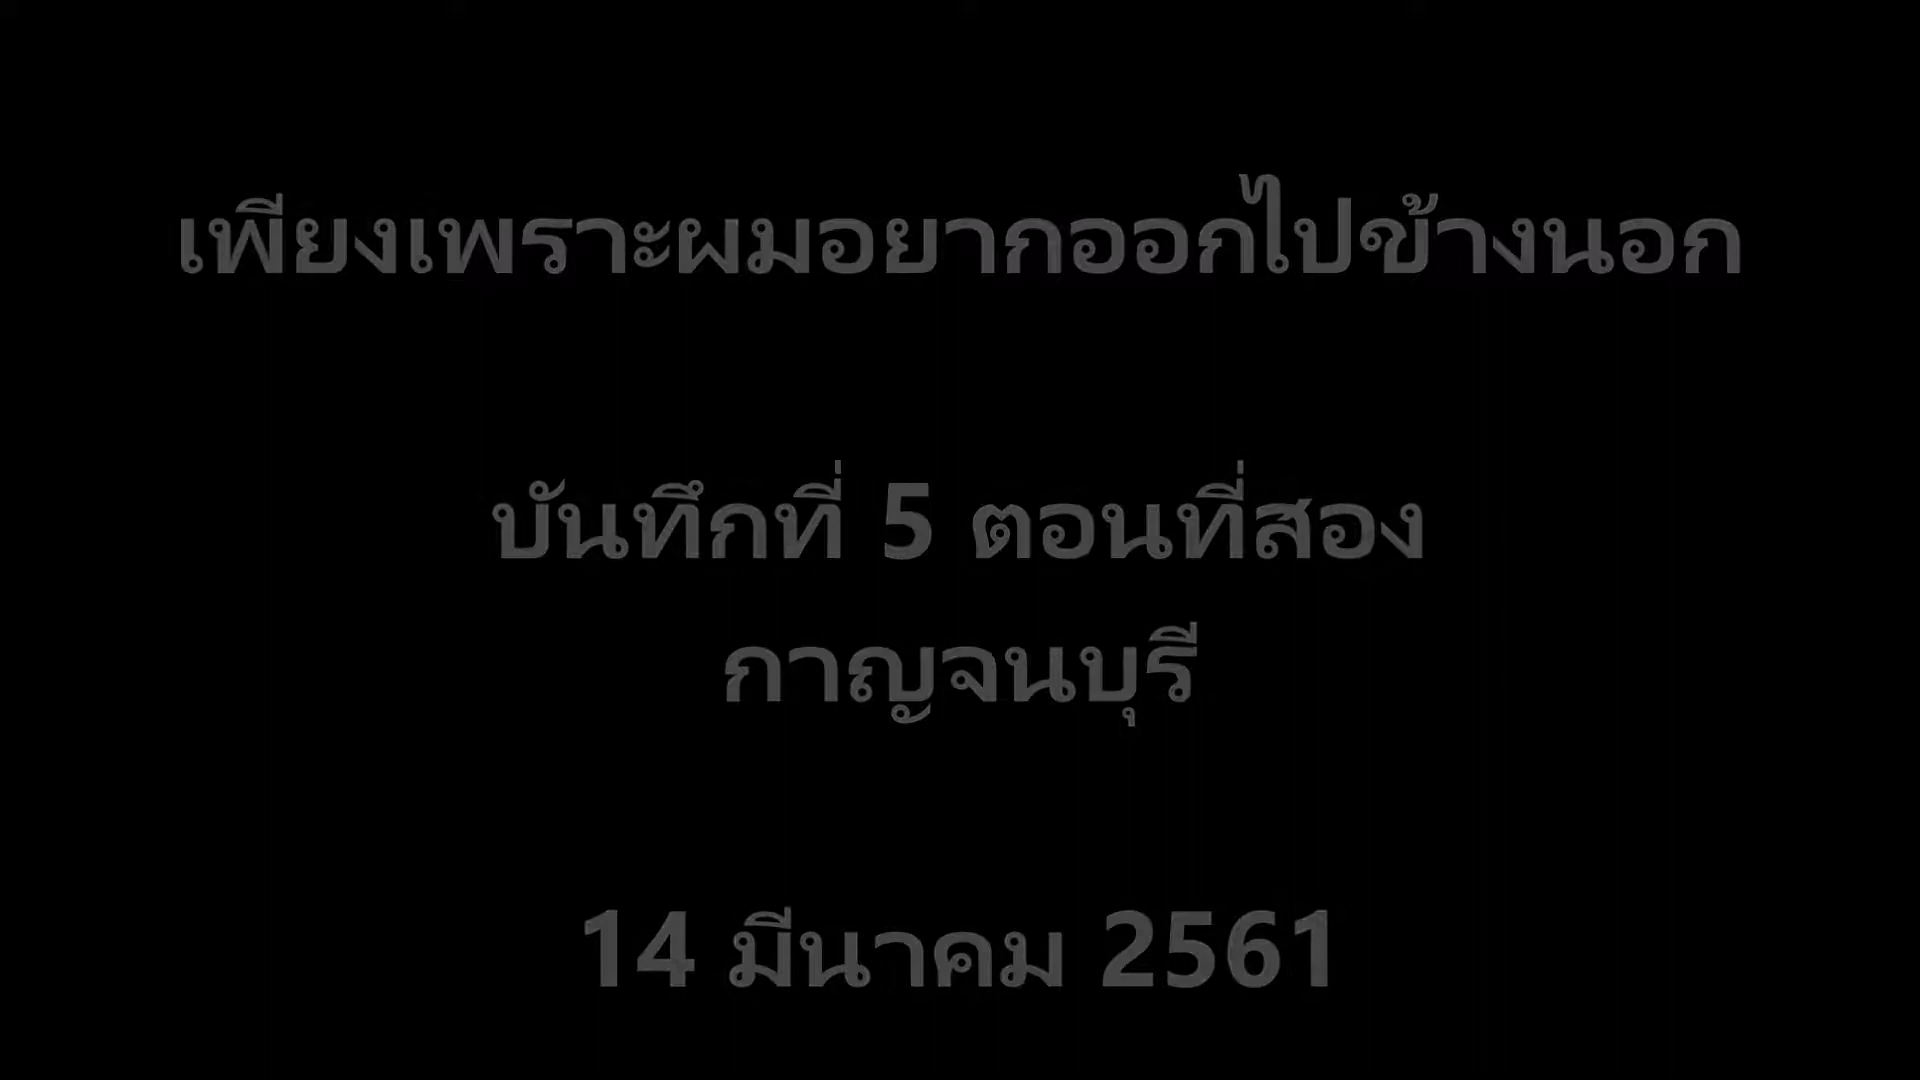 เพียงเพราะผมอยากออกไปข้างนอก
บันทึกที่ 5 ตอนที่สอง
กาญจนบุรี
14 มีนาคม 2561